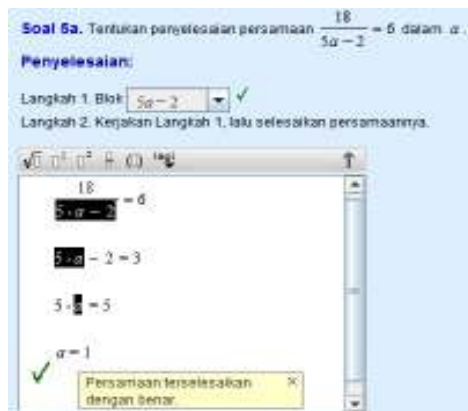 Soal 5a. Tentukan penyelesaian persamaan 18/(5a − 2) = 6 dalam a.
Penyelesaian:
Langkah 1. Blok 5a − 2 ✓
Langkah 2. Kerjakan Langkah 1, lalu selesaikan persamaannya.
18/(5·a − 2) = 6
5·a − 2 = 3
5·a = 5
a = 1
✓ Persamaan terselesaikan
dengan benar.